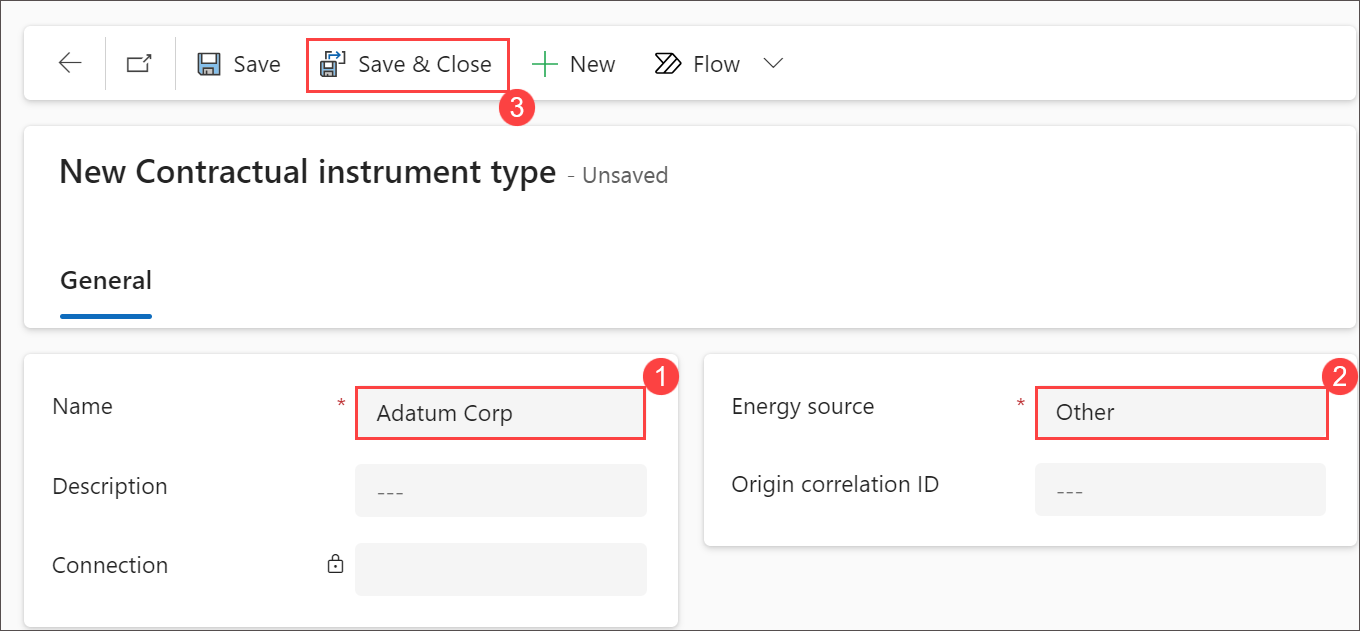 Save
Save & Close
New
Flow
3
New Contractual instrument type - Unsaved
General
1
2
Name * Adatum Corp
Energy source * Other
Description ---
Origin correlation ID ---
Connection